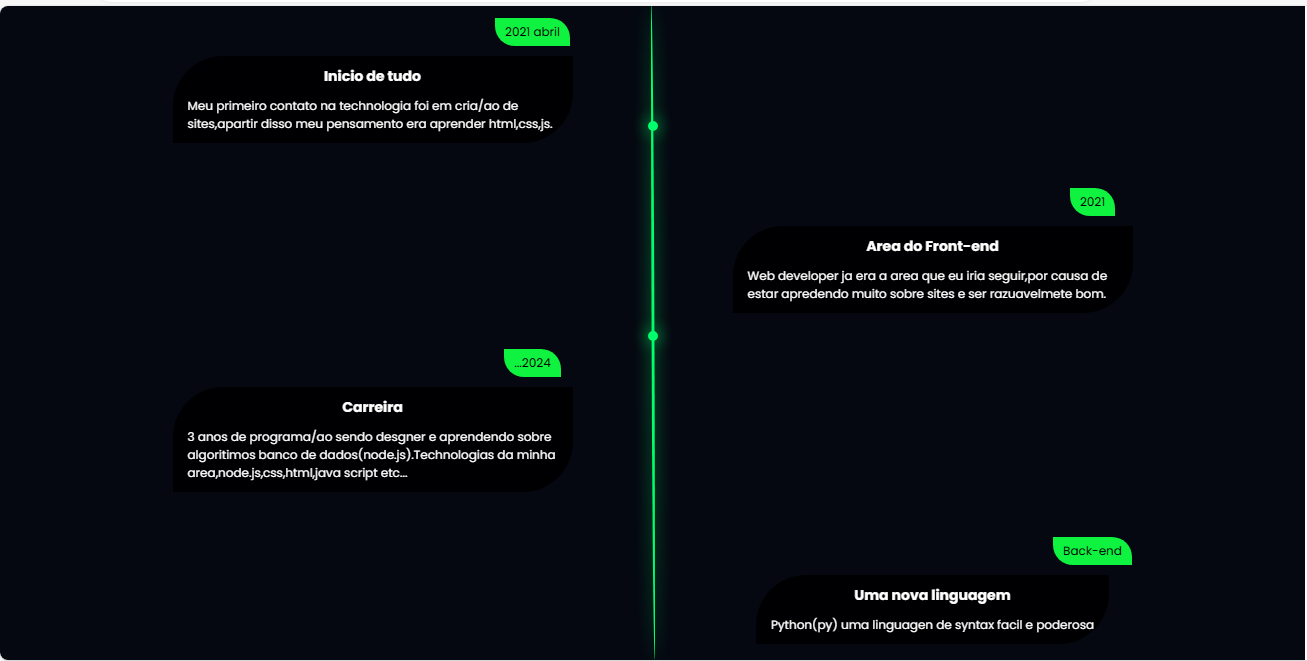 2021 abril
Inicio de tudo
Meu primeiro contato na technologia foi em cria/ao de
sites,apartir disso meu pensamento era aprender html,css,js.
2021
Area do Front-end
Web developer ja era a area que eu iria seguir,por causa de
estar apredendo muito sobre sites e ser razuavelmete bom.
...2024
Carreira
3 anos de programa/ao sendo desgner e aprendendo sobre
algoritimos banco de dados(node.js).Technologias da minha
area,node.js,css,html,java script etc...
Back-end
Uma nova linguagem
Python(py) uma linguagen de syntax facil e poderosa